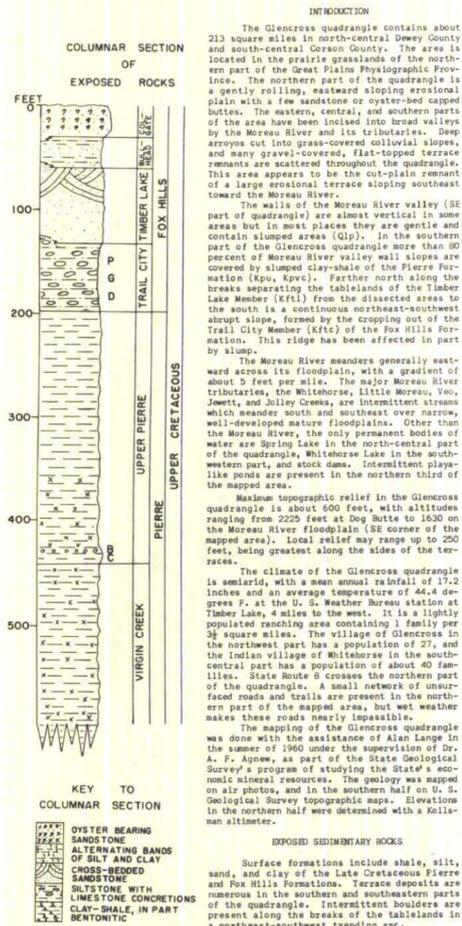 COLUMNAR SECTION
OF
EXPOSED ROCKS
FEET
0
100
200
300
400
500
COL-
GATE
BULL-
HEAD
TIMBER LAKE
TRAIL CITY
FOX HILLS
P
G
D
UPPER PIERRE
VIRGIN CREEK
PIERRE
UPPER CRETACEOUS
KEY TO
COLUMNAR SECTION
OYSTER BEARING
SANDSTONE
ALTERNATING BANDS
OF SILT AND CLAY
CROSS-BEDDED
SANDSTONE
SILTSTONE WITH
LIMESTONE CONCRETIONS
CLAY-SHALE, IN PART
BENTONITIC
INTRODUCTION
The Glencross quadrangle contains about
213 square miles in north-central Dewey County
and south-central Corson County. The area is
located in the prairie grasslands of the north-
ern part of the Great Plains Physiographic Prov-
ince. The northern part of the quadrangle is
a gently rolling, eastward sloping erosional
plain with a few sandstone or oyster-bed capped
buttes. The eastern, central, and southern parts
of the area have been incised into broad valleys
by the Moreau River and its tributaries. Deep
arroyos cut into grass-covered colluvial slopes,
and many gravel-covered, flat-topped terrace
remnants are scattered throughout the quadrangle.
This area appears to be the cut-plain remnant
of a large erosional terrace sloping southeast
toward the Moreau River.
The walls of the Moreau River valley (SE
part of quadrangle) are almost vertical in some
areas but in most places they are gentle and
contain slumped areas (Qlp). In the southern
part of the Glencross quadrangle more than 80
percent of Moreau River valley wall slopes are
covered by slumped clay-shale of the Pierre For-
mation (Kpu, Kpvc). Farther north along the
breaks separating the tablelands of the Timber
Lake Member (Kftl) from the dissected areas to
the south is a continuous northeast-southwest
abrupt slope, formed by the cropping out of the
Trail City Member (Kftc) of the Fox Hills For-
mation. This ridge has been affected in part
by slump.
The Moreau River meanders generally east-
ward across its floodplain, with a gradient of
about 5 feet per mile. The major Moreau River
tributaries, the Whitehorse, Little Moreau, Veo,
Jewett, and Jolley Creeks, are intermittent streams
which meander south and southeast over narrow,
well-developed mature floodplains. Other than
the Moreau River, the only permanent bodies of
water are Spring Lake in the north-central part
of the quadrangle, Whitehorse Lake in the south-
western part, and stock dams. Intermittent playa-
like ponds are present in the northern third of
the mapped area.
Maximum topographic relief in the Glencross
quadrangle is about 600 feet, with altitudes
ranging from 2225 feet at Dog Butte to 1630 on
the Moreau River floodplain (SE corner of the
mapped area). Local relief may range up to 250
feet, being greatest along the sides of the ter-
races.
The climate of the Glencross quadrangle
is semiarid, with a mean annual rainfall of 17.2
inches and an average temperature of 44.4 de-
grees F. at the U. S. Weather Bureau station at
Timber Lake, 4 miles to the west. It is a lightly
populated ranching area containing 1 family per
3½ square miles. The village of Glencross in
the northwest part has a population of 27, and
the Indian village of Whitehorse in the south-
central part has a population of about 40 fam-
ilies. State Route 8 crosses the northern part
of the quadrangle. A small network of unsur-
faced roads and trails are present in the north-
ern part of the mapped area, but wet weather
makes these roads nearly impassible.
The mapping of the Glencross quadrangle
was done with the assistance of Alan Lange in
the summer of 1960 under the supervision of Dr.
A. F. Agnew, as part of the State Geological
Survey's program of studying the State's eco-
nomic mineral resources. The geology was mapped
on air photos, and in the southern half on U. S.
Geological Survey topographic maps. Elevations
in the northern half were determined with a Kolls-
man altimeter.
EXPOSED SEDIMENTARY ROCKS
Surface formations include shale, silt,
sand, and clay of the Late Cretaceous Pierre
and Fox Hills Formations. Terrace deposits are
numerous in the southern and southeastern parts
of the quadrangle. Intermittent boulders are
present along the breaks of the tablelands in
a northeast-southwest trending arc.